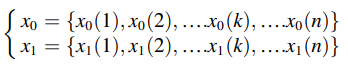 x₀ = {x₀(1), x₀(2), ....x₀(k), ....x₀(n)}
x₁ = {x₁(1), x₁(2), ....x₁(k), ....x₁(n)}